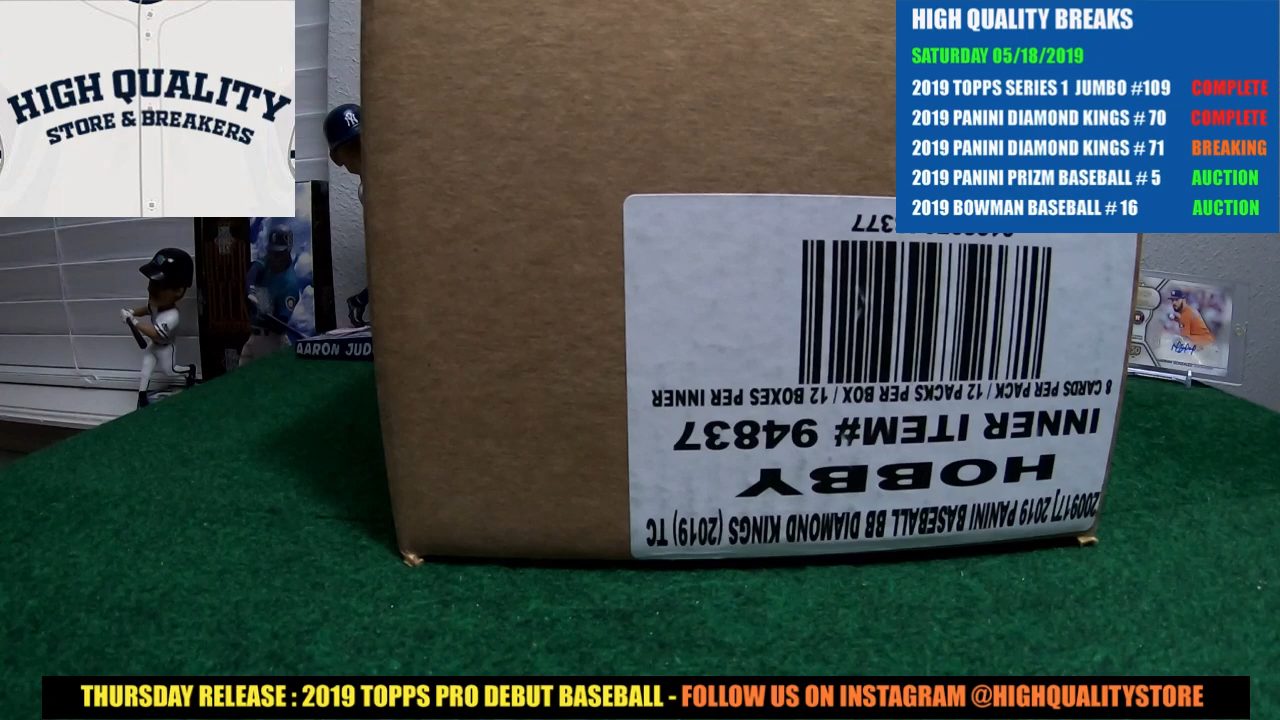 HIGH QUALITY
STORE & BREAKERS
HIGH QUALITY BREAKS
SATURDAY 05/18/2019
2019 TOPPS SERIES 1 JUMBO #109 COMPLETE
2019 PANINI DIAMOND KINGS # 70 COMPLETE
2019 PANINI DIAMOND KINGS # 71 BREAKING
2019 PANINI PRIZM BASEBALL # 5 AUCTION
2019 BOWMAN BASEBALL # 16 AUCTION
AARON JUD
200917] 2019 PANINI BASEBALL BB DIAMOND KINGS (2019) TC
HOBBY
INNER ITEM# 94837
8 CARDS PER PACK / 12 PACKS PER BOX / 12 BOXES PER INNER
THURSDAY RELEASE : 2019 TOPPS PRO DEBUT BASEBALL - FOLLOW US ON INSTAGRAM @HIGHQUALITYSTORE